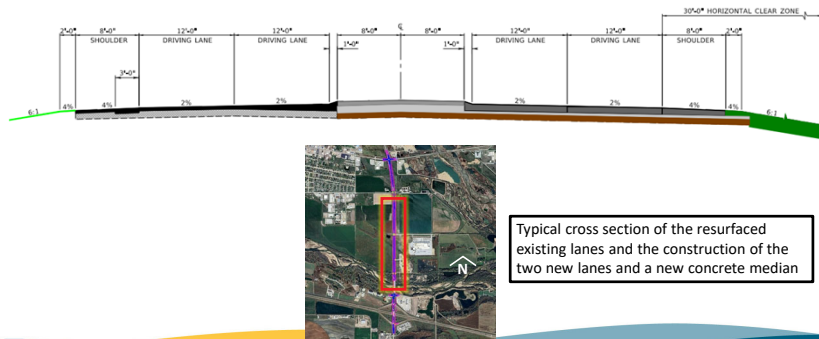 30'-0" HORIZONTAL CLEAR ZONE
℄
2'-0" 8'-0" 12'-0" 12'-0" 8'-0" 8'-0" 12'-0" 12'-0" 8'-0" 2'-0"
SHOULDER DRIVING LANE DRIVING LANE 1'-0" 1'-0" DRIVING LANE DRIVING LANE SHOULDER
3'-0"
6:1 4% 4% 2% 2% 2% 2% 4% 4% 6:1
N
Typical cross section of the resurfaced
existing lanes and the construction of the
two new lanes and a new concrete median